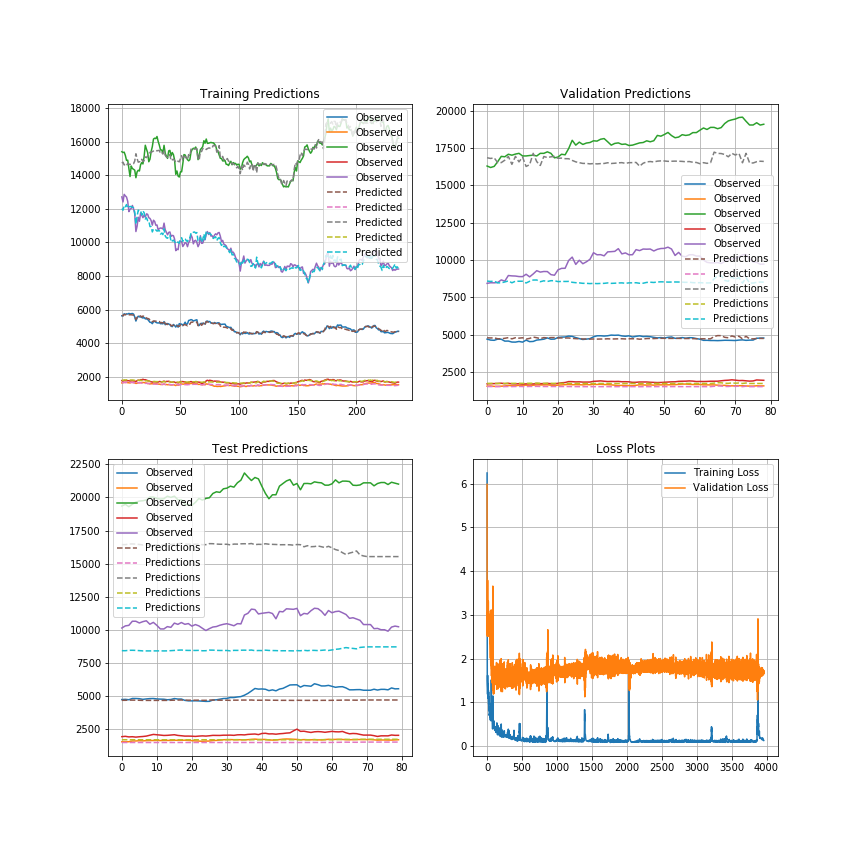 Training Predictions
18000
16000
14000
12000
10000
8000
6000
4000
2000
0
50
100
150
200
Observed
Observed
Observed
Observed
Observed
Predicted
Predicted
Predicted
Predicted
Predicted
Validation Predictions
20000
17500
15000
12500
10000
7500
5000
2500
0
10
20
30
40
50
60
70
80
Observed
Observed
Observed
Observed
Observed
Predictions
Predictions
Predictions
Predictions
Predictions
Test Predictions
22500
20000
17500
15000
12500
10000
7500
5000
2500
0
10
20
30
40
50
60
70
80
Observed
Observed
Observed
Observed
Observed
Predictions
Predictions
Predictions
Predictions
Predictions
Loss Plots
6
5
4
3
2
1
0
0
500
1000
1500
2000
2500
3000
3500
4000
Training Loss
Validation Loss